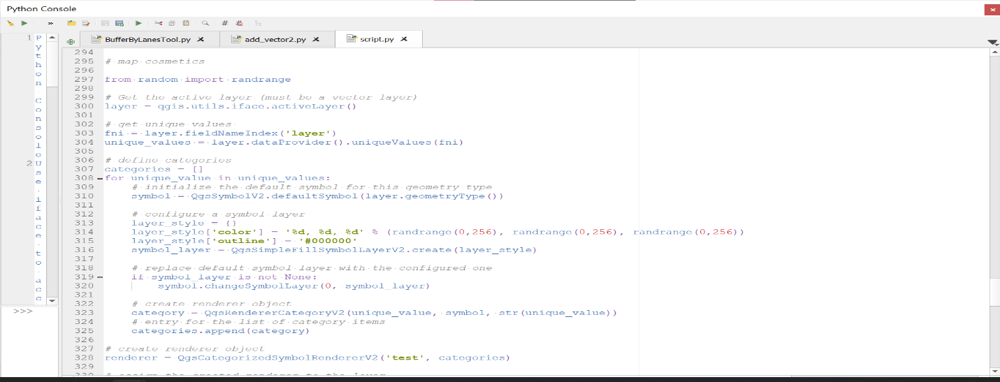 Python Console
BufferByLanesTool.py
add_vector2.py
script.py
1 Python Console
2 Use iface to acc
>>>
294
295 # map cosmetics
296
297 from random import randrange
298
299 # Get the active layer (must be a vector layer)
300 layer = qgis.utils.iface.activeLayer()
301
302 # get unique values
303 fni = layer.fieldNameIndex('layer')
304 unique_values = layer.dataProvider().uniqueValues(fni)
305
306 # define categories
307 categories = []
308 for unique_value in unique_values:
309 # initialize the default symbol for this geometry type
310 symbol = QgsSymbolV2.defaultSymbol(layer.geometryType())
311
312 # configure a symbol layer
313 layer_style = {}
314 layer_style['color'] = '%d, %d, %d' % (randrange(0,256), randrange(0,256), randrange(0,256))
315 layer_style['outline'] = '#000000'
316 symbol_layer = QgsSimpleFillSymbolLayerV2.create(layer_style)
317
318 # replace default symbol layer with the configured one
319 if symbol_layer is not None:
320 symbol.changeSymbolLayer(0, symbol_layer)
321
322 # create renderer object
323 category = QgsRendererCategoryV2(unique_value, symbol, str(unique_value))
324 # entry for the list of category items
325 categories.append(category)
326
327 # create renderer object
328 renderer = QgsCategorizedSymbolRendererV2('test', categories)
329
330 # assign the created renderer to the layer